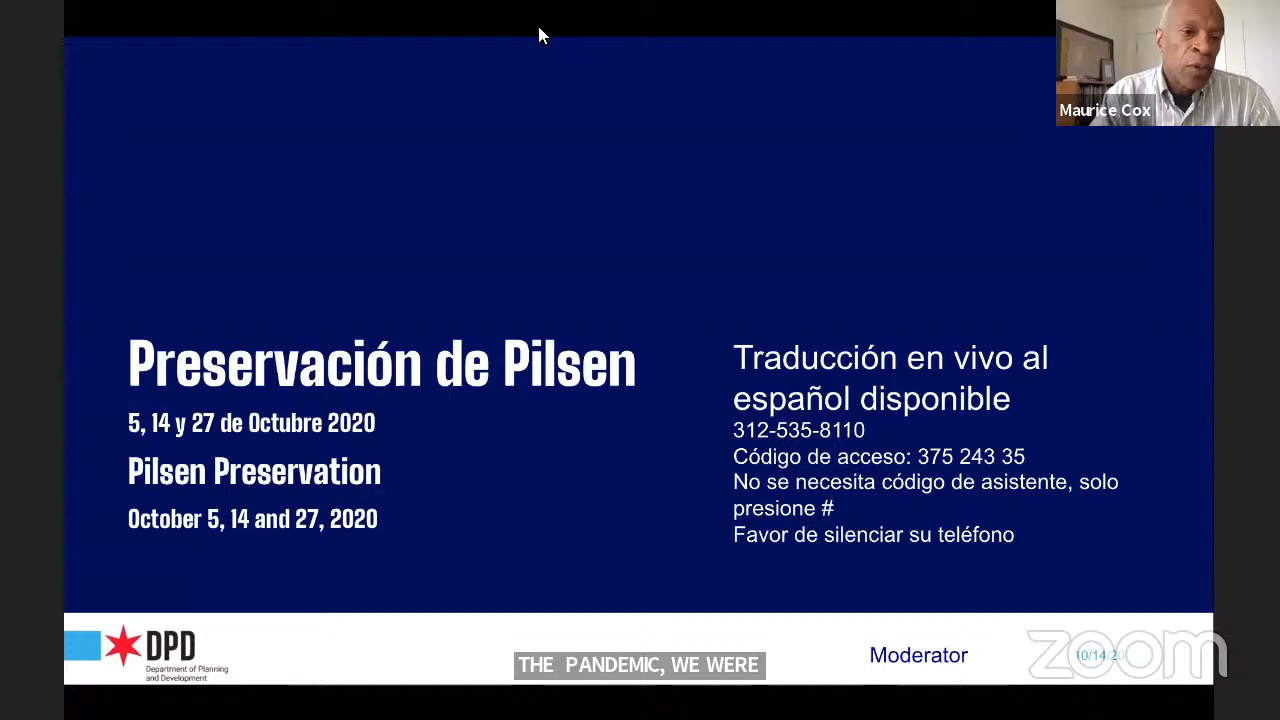 Maurice Cox
Preservación de Pilsen
5, 14 y 27 de Octubre 2020
Pilsen Preservation
October 5, 14 and 27, 2020
Traducción en vivo al
español disponible
312-535-8110
Código de acceso: 375 243 35
No se necesita código de asistente, solo
presione #
Favor de silenciar su teléfono
DPD
Department of Planning
and Development
THE PANDEMIC, WE WERE
Moderator
zoom
10/14/20